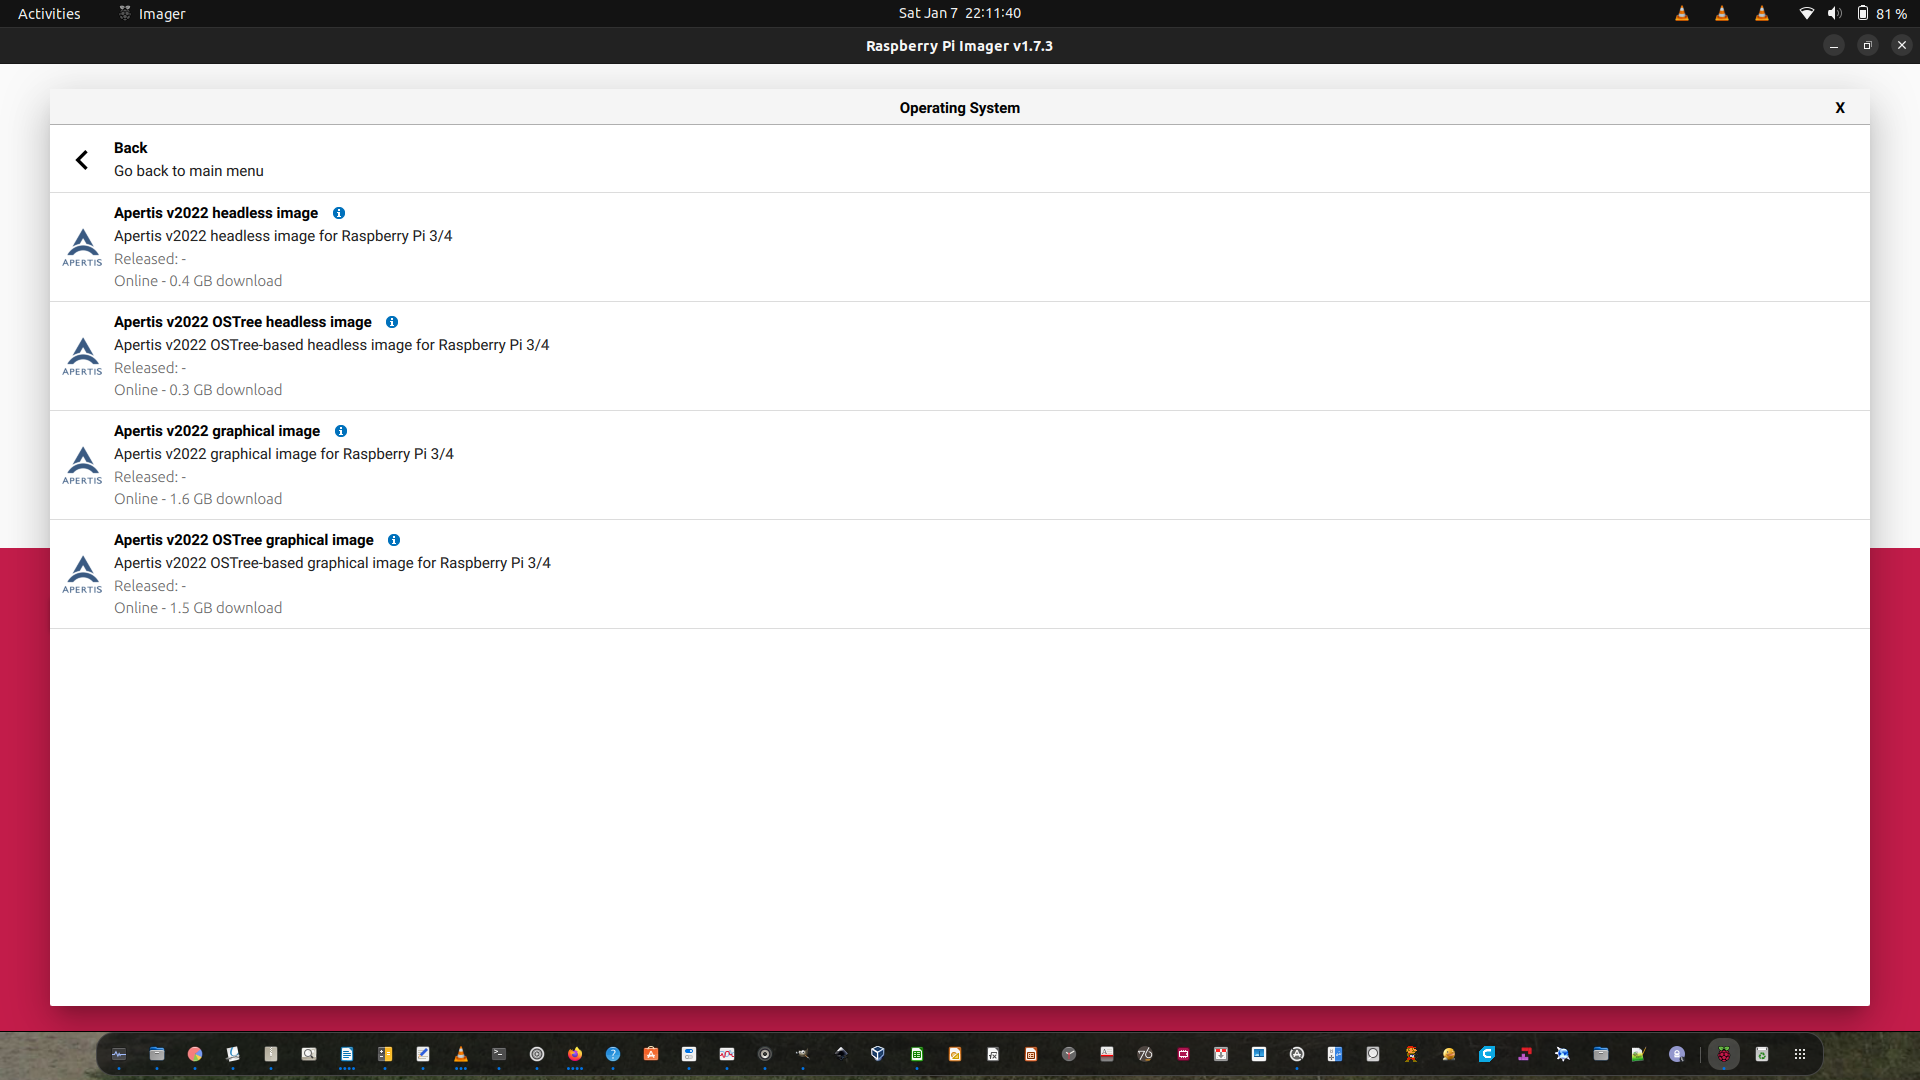 Activities
Imager
Sat Jan 7 22:11:40
81 %
Raspberry Pi Imager v1.7.3
Operating System
X
Back
Go back to main menu
Apertis v2022 headless image
Apertis v2022 headless image for Raspberry Pi 3/4
Released: -
Online - 0.4 GB download
APERTIS
Apertis v2022 OSTree headless image
Apertis v2022 OSTree-based headless image for Raspberry Pi 3/4
Released: -
Online - 0.3 GB download
APERTIS
Apertis v2022 graphical image
Apertis v2022 graphical image for Raspberry Pi 3/4
Released: -
Online - 1.6 GB download
APERTIS
Apertis v2022 OSTree graphical image
Apertis v2022 OSTree-based graphical image for Raspberry Pi 3/4
Released: -
Online - 1.5 GB download
APERTIS
76